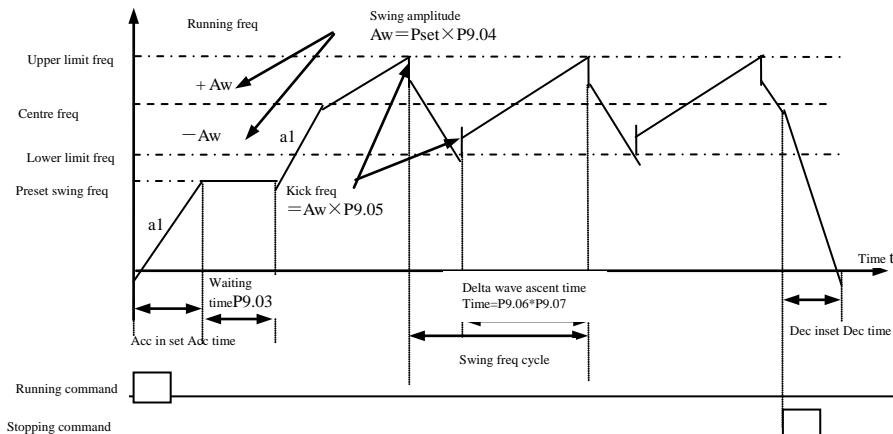 Running freq
Swing amplitude
Aw＝Pset×P9.04
Upper limit freq
＋Aw
Centre freq
－Aw
a1
Lower limit freq
Preset swing freq
Kick freq
＝Aw×P9.05
a1
Time t
Waiting
timeP9.03
Delta wave ascent time
Time=P9.06*P9.07
Acc in set Acc time
Dec inset Dec time
Swing freq cycle
Running command
Stopping command